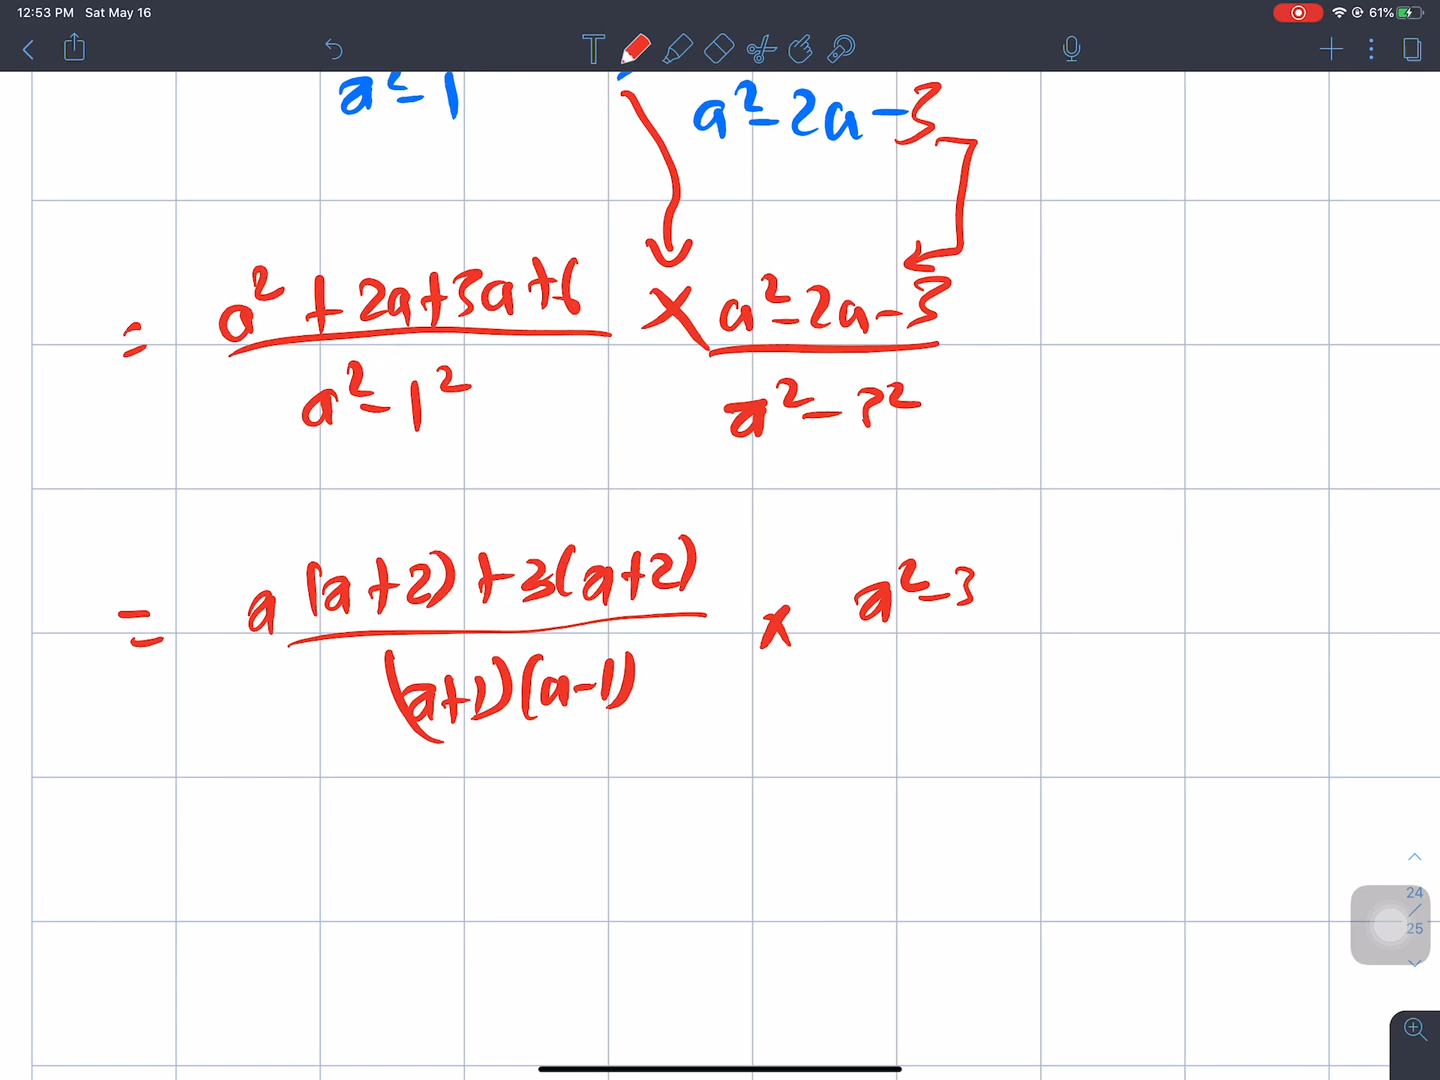 12:53 PM Sat May 16
61%
T
a² - 1
a² - 2a - 3
= a² + 2a + 3a + 6 / a² - 1² × a² - 2a - 3 / a² - 3²
= a (a + 2) + 3(a + 2) / (a + 1)(a - 1) × a² - 3
24
/
25